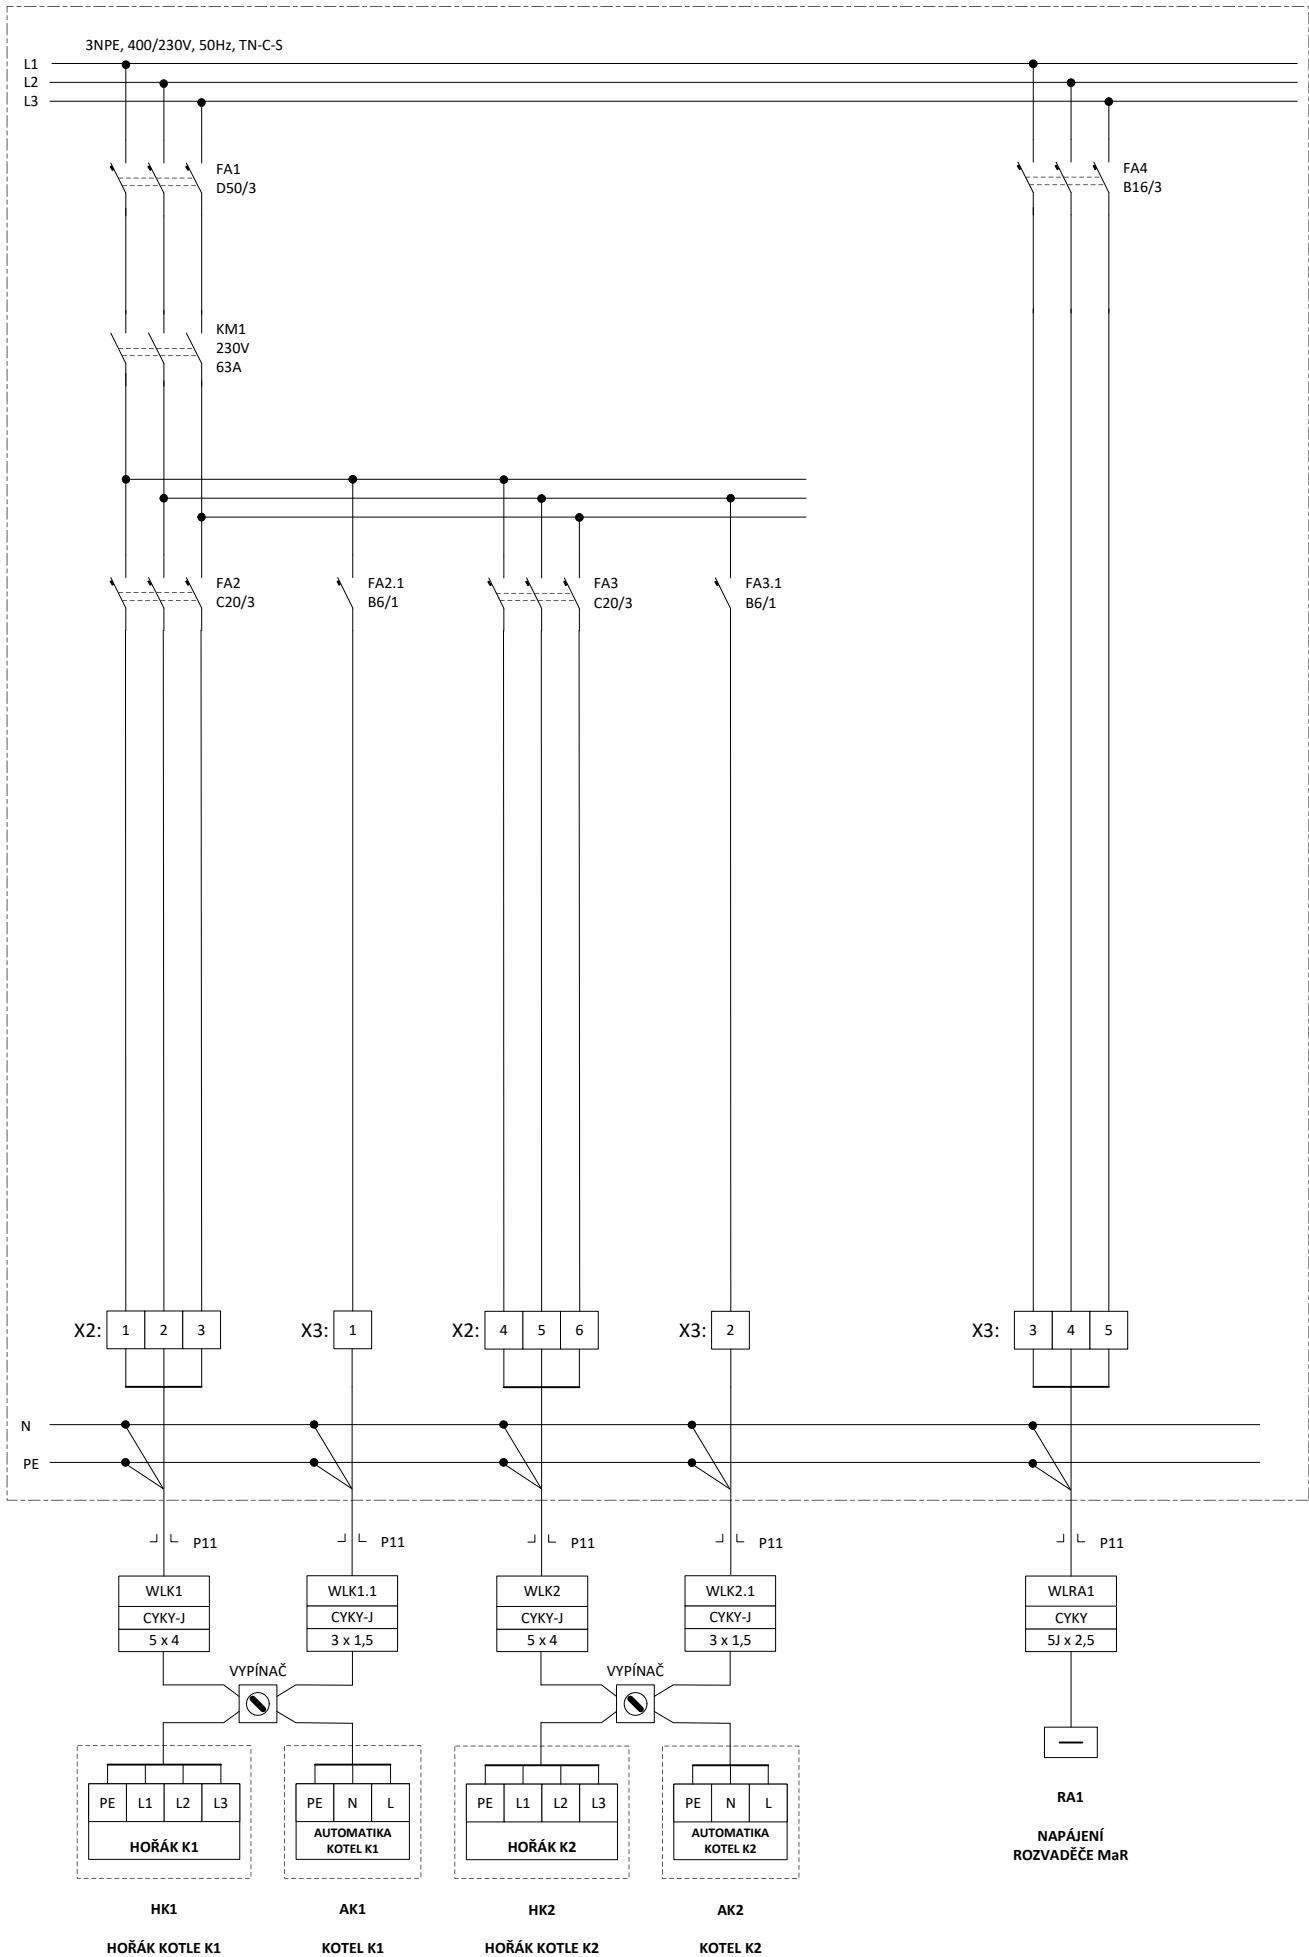 3NPE, 400/230V, 50Hz, TN-C-S
L1
L2
L3
FA1
D50/3
FA4
B16/3
KM1
230V
63A
FA2
C20/3
FA2.1
B6/1
FA3
C20/3
FA3.1
B6/1
X2: 1 2 3
X3: 1
X2: 4 5 6
X3: 2
X3: 3 4 5
N
PE
P11
P11
P11
P11
P11
WLK1
CYKY-J
5 x 4
WLK1.1
CYKY-J
3 x 1,5
WLK2
CYKY-J
5 x 4
WLK2.1
CYKY-J
3 x 1,5
WLRA1
CYKY
5J x 2,5
VYPÍNAČ
VYPÍNAČ
PE L1 L2 L3
HOŘÁK K1
PE N L
AUTOMATIKA
KOTEL K1
PE L1 L2 L3
HOŘÁK K2
PE N L
AUTOMATIKA
KOTEL K2
RA1
NAPÁJENÍ
ROZVADĚČE MaR
HK1
HOŘÁK KOTLE K1
AK1
KOTEL K1
HK2
HOŘÁK KOTLE K2
AK2
KOTEL K2